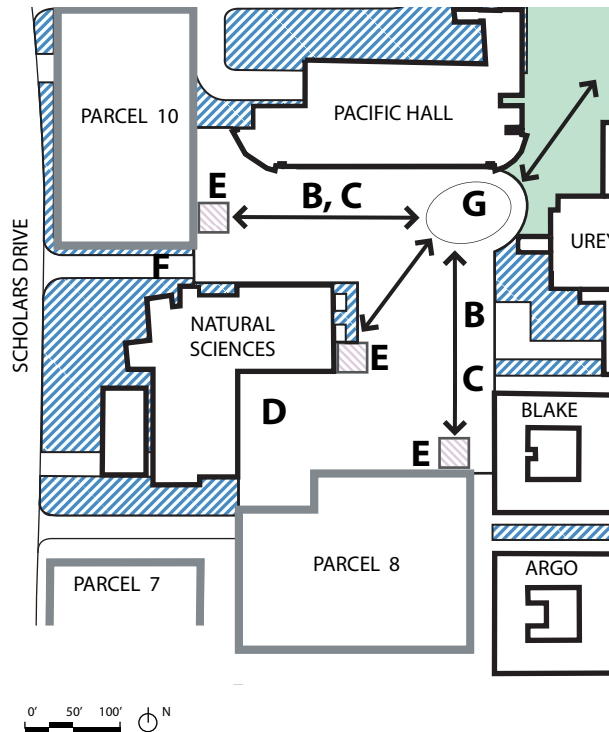 PACIFIC HALL
PARCEL 10
E
B, C
G
UREY
F
SCHOLARS DRIVE
NATURAL
SCIENCES
B
E
C
D
BLAKE
E
PARCEL 8
ARGO
PARCEL 7
0' 50' 100' N